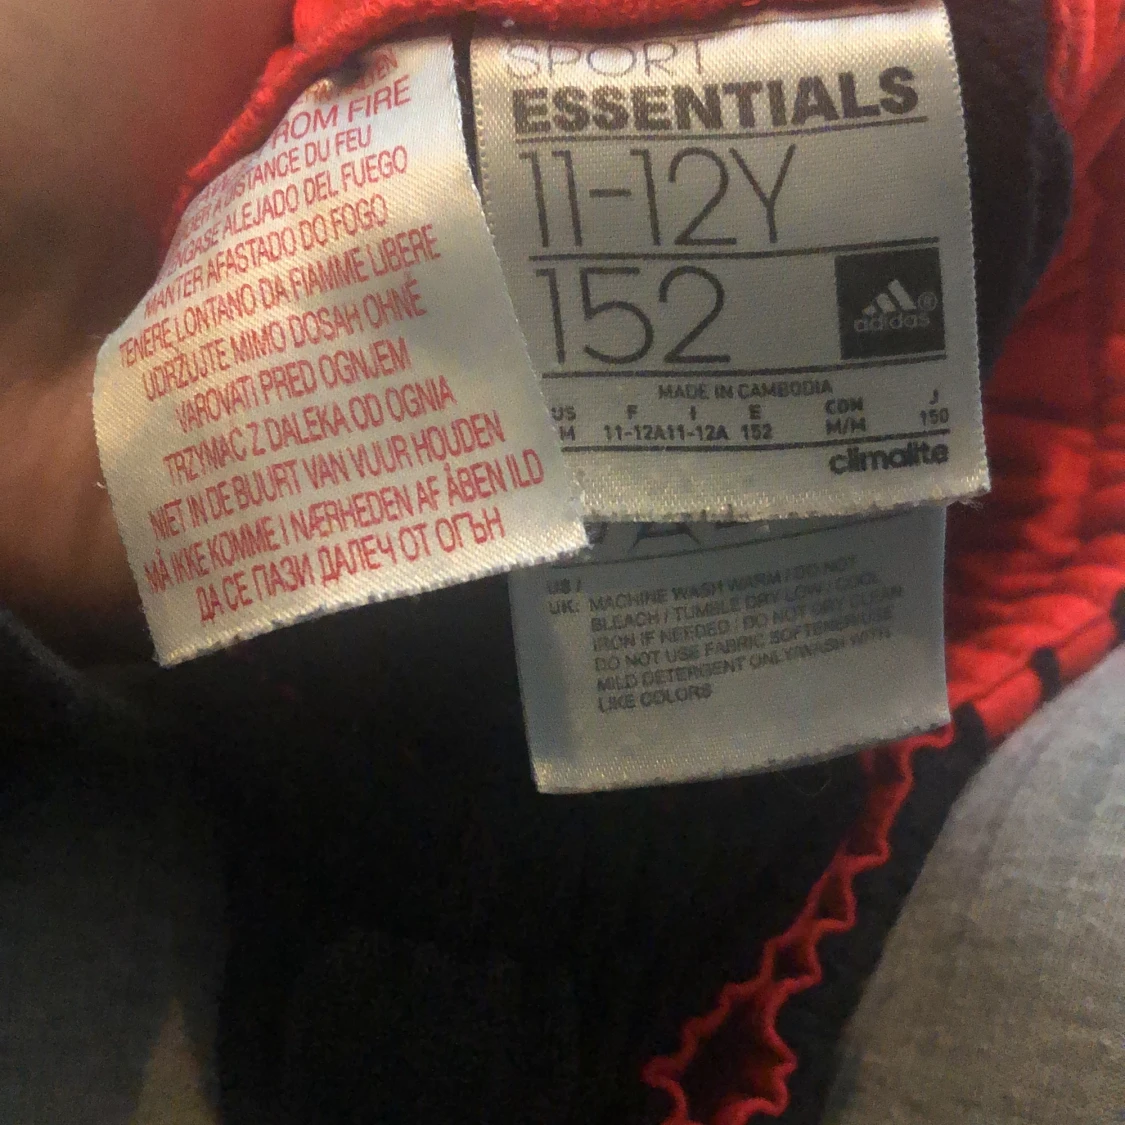 FROM FIRE
DU FEU
ALEJADO DEL FUEGO
MANTER AFASTADO DO FOGO
TENERE LONTANO DA FIAMME LIBERE
UDRŽUJTE MIMO DOSAH OHNĚ
VAROVATI PRED OGNJEM
TRZYMAĆ Z DALEKA OD OGNIA
NIET IN DE BUURT VAN VUUR HOUDEN
MÅ IKKE KOMME I NÆRHEDEN AF ÅBEN ILD
ДА СЕ ПАЗИ ДАЛЕЧ ОТ ОГЪН
SPORT
ESSENTIALS
11-12Y
152
adidas®
MADE IN CAMBODIA
US F I E CDN J
M 11-12A 11-12A 152 M/M 150
climalite
US /
UK: MACHINE WASH WARM / DO NOT
BLEACH / TUMBLE DRY LOW / COOL
IRON IF NEEDED / DO NOT DRY CLEAN
DO NOT USE FABRIC SOFTENER/USE
MILD DETERGENT ONLY/WASH WITH
LIKE COLORS